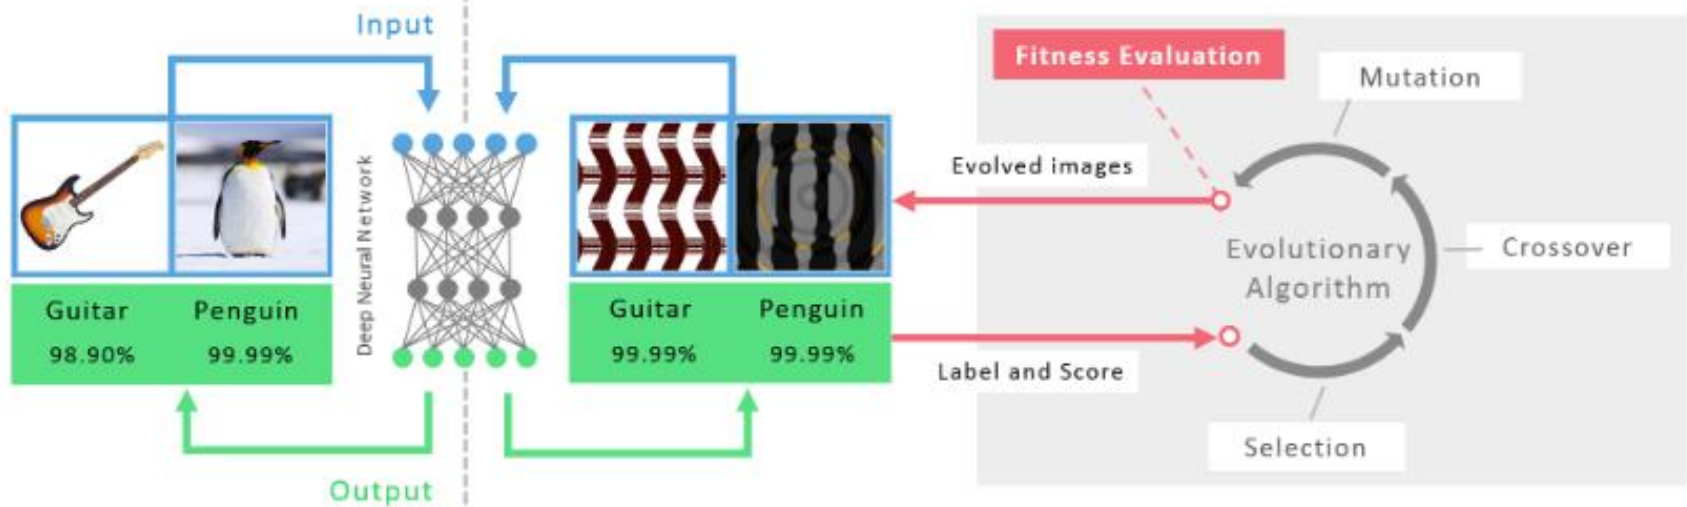 Input
Fitness Evaluation
Mutation
Evolved images
Deep Neural Network
Evolutionary
Algorithm
Crossover
Guitar Penguin
98.90% 99.99%
Guitar Penguin
99.99% 99.99%
Label and Score
Selection
Output